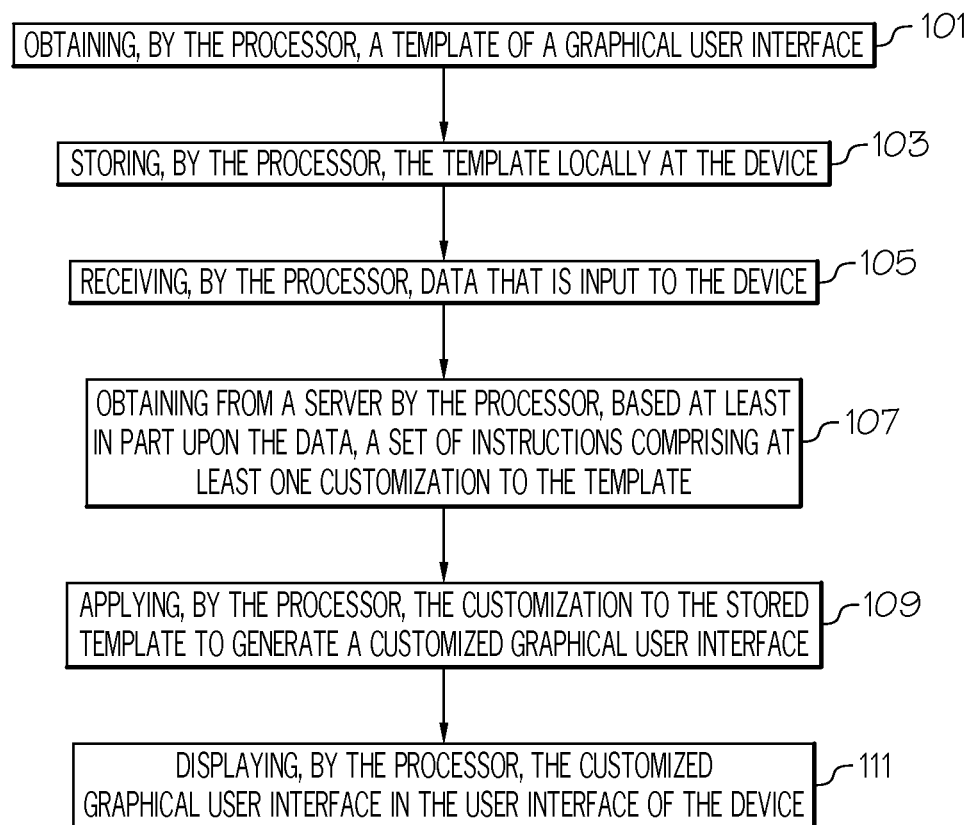 OBTAINING, BY THE PROCESSOR, A TEMPLATE OF A GRAPHICAL USER INTERFACE
101
STORING, BY THE PROCESSOR, THE TEMPLATE LOCALLY AT THE DEVICE
103
RECEIVING, BY THE PROCESSOR, DATA THAT IS INPUT TO THE DEVICE
105
OBTAINING FROM A SERVER BY THE PROCESSOR, BASED AT LEAST
IN PART UPON THE DATA, A SET OF INSTRUCTIONS COMPRISING AT
LEAST ONE CUSTOMIZATION TO THE TEMPLATE
107
APPLYING, BY THE PROCESSOR, THE CUSTOMIZATION TO THE STORED
TEMPLATE TO GENERATE A CUSTOMIZED GRAPHICAL USER INTERFACE
109
DISPLAYING, BY THE PROCESSOR, THE CUSTOMIZED
GRAPHICAL USER INTERFACE IN THE USER INTERFACE OF THE DEVICE
111